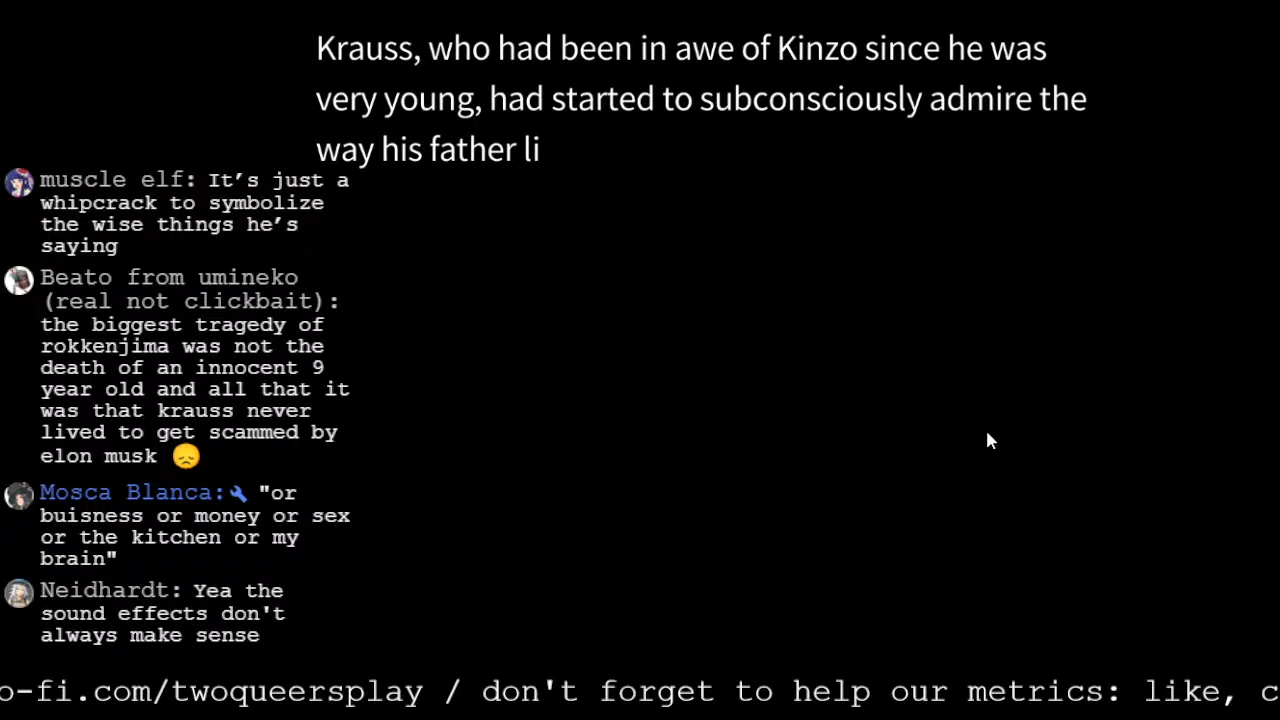 Krauss, who had been in awe of Kinzo since he was
very young, had started to subconsciously admire the
way his father li
muscle elf: It’s just a
whipcrack to symbolize
the wise things he’s
saying
Beato from umineko
(real not clickbait):
the biggest tragedy of
rokkenjima was not the
death of an innocent 9
year old and all that it
was that krauss never
lived to get scammed by
elon musk 😞
Mosca Blanca:🔧 "or
buisness or money or sex
or the kitchen or my
brain"
Neidhardt: Yea the
sound effects don't
always make sense
o-fi.com/twoqueersplay / don't forget to help our metrics: like, c